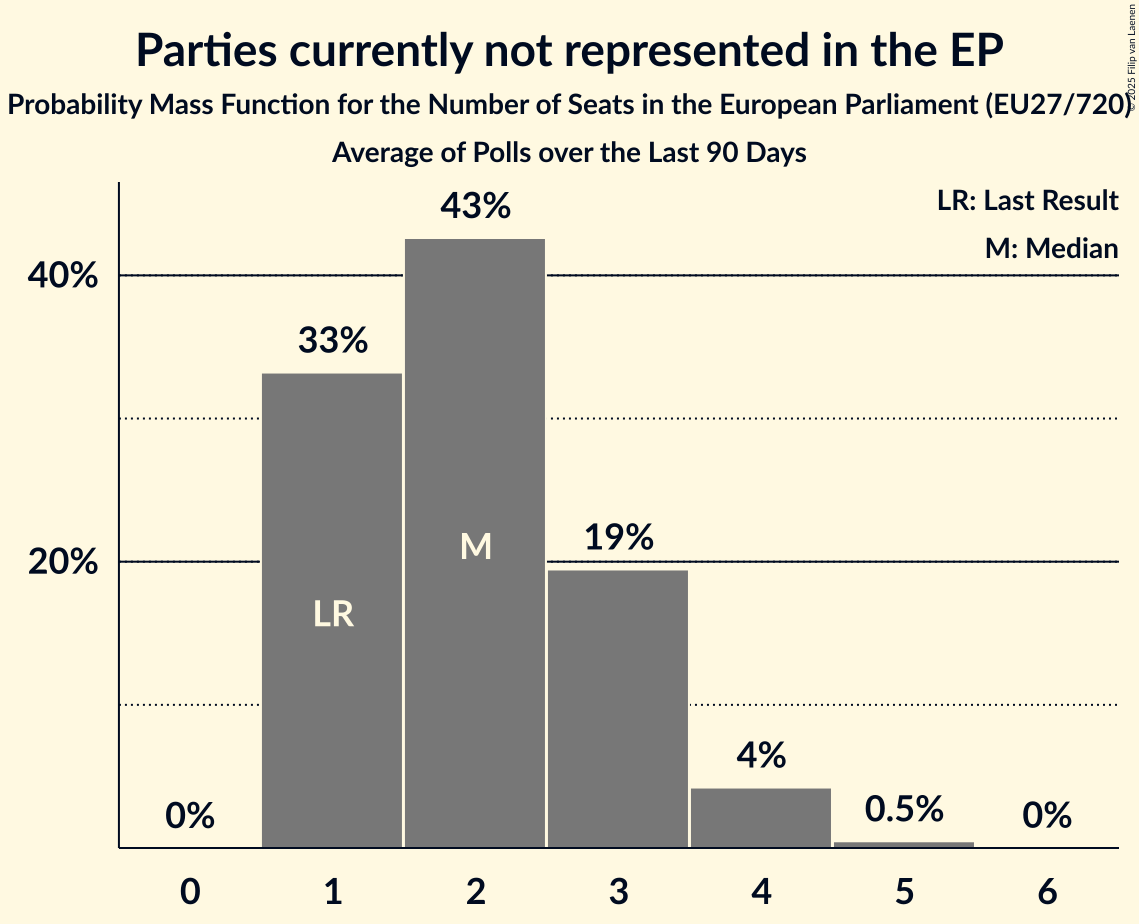 Parties currently not represented in the EP
Probability Mass Function for the Number of Seats in the European Parliament (EU27/720)
Average of Polls over the Last 90 Days
© 2025 Filip van Laenen
LR: Last Result
M: Median
43%
40%
33%
20%
19%
M
LR
4%
0%
0.5%
0%
0 1 2 3 4 5 6